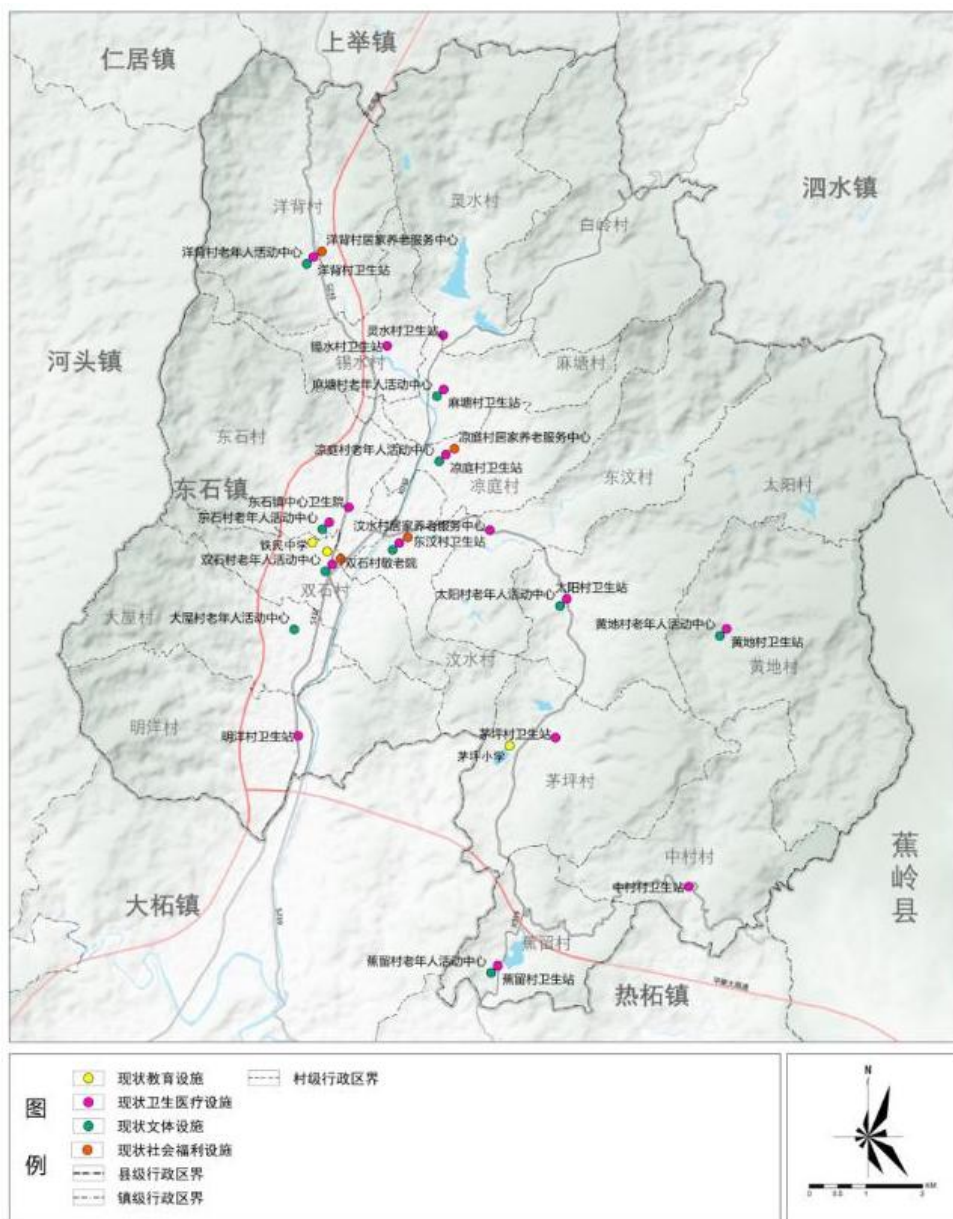 上举镇
仁居镇
泗水镇
洋背村
灵水村
白岭村
洋背村居家养老服务中心
洋背村老年人活动中心
洋背村卫生站
灵水村卫生站
锡水村卫生站
锡水村
河头镇
麻塘村
麻塘村老年人活动中心
麻塘村卫生站
东石村
凉庭村居家养老服务中心
凉庭村老年人活动中心
凉庭村卫生站
凉庭村
东汶村
太阳村
东石镇
东石镇中心卫生院
东石村老年人活动中心
汶水村居家养老服务中心
东汶村卫生站
铁民中学
双石村老年人活动中心
双石村敬老院
双石村
太阳村卫生站
太阳村老年人活动中心
大屋村
大屋村老年人活动中心
黄地村老年人活动中心
黄地村卫生站
黄地村
汶水村
明洋村
明洋村卫生站
茅坪村卫生站
茅坪小学
茅坪村
蕉岭县
中村村
中村村卫生站
大柘镇
蕉留村
蕉留村老年人活动中心
蕉留村卫生站
热柘镇
图例
现状教育设施
村级行政区界
现状卫生医疗设施
现状文体设施
现状社会福利设施
县级行政区界
镇级行政区界
N
0 0.5 1 2 KM